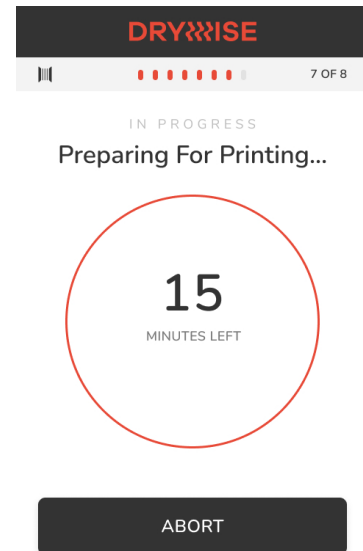 DRYWISE
7 OF 8
IN PROGRESS
Preparing For Printing...
15
MINUTES LEFT
ABORT